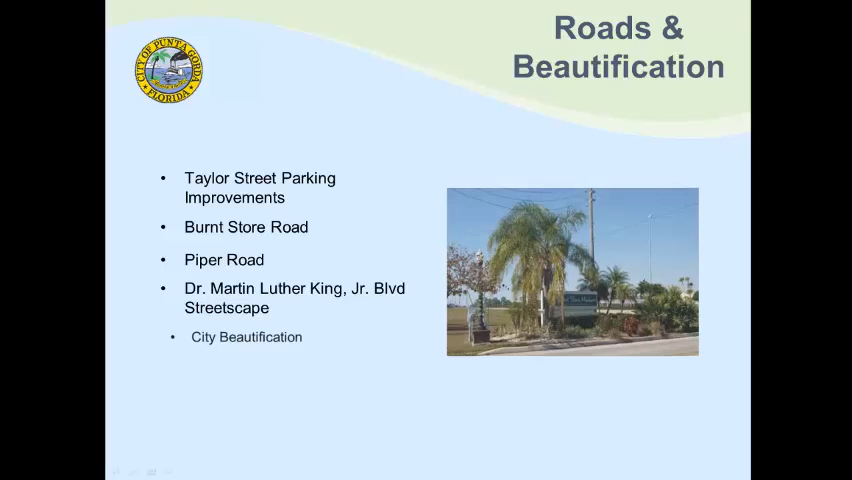 Roads &
Beautification
CITY OF PUNTA GORDA
FLORIDA
• Taylor Street Parking
Improvements
• Burnt Store Road
• Piper Road
• Dr. Martin Luther King, Jr. Blvd
Streetscape
• City Beautification